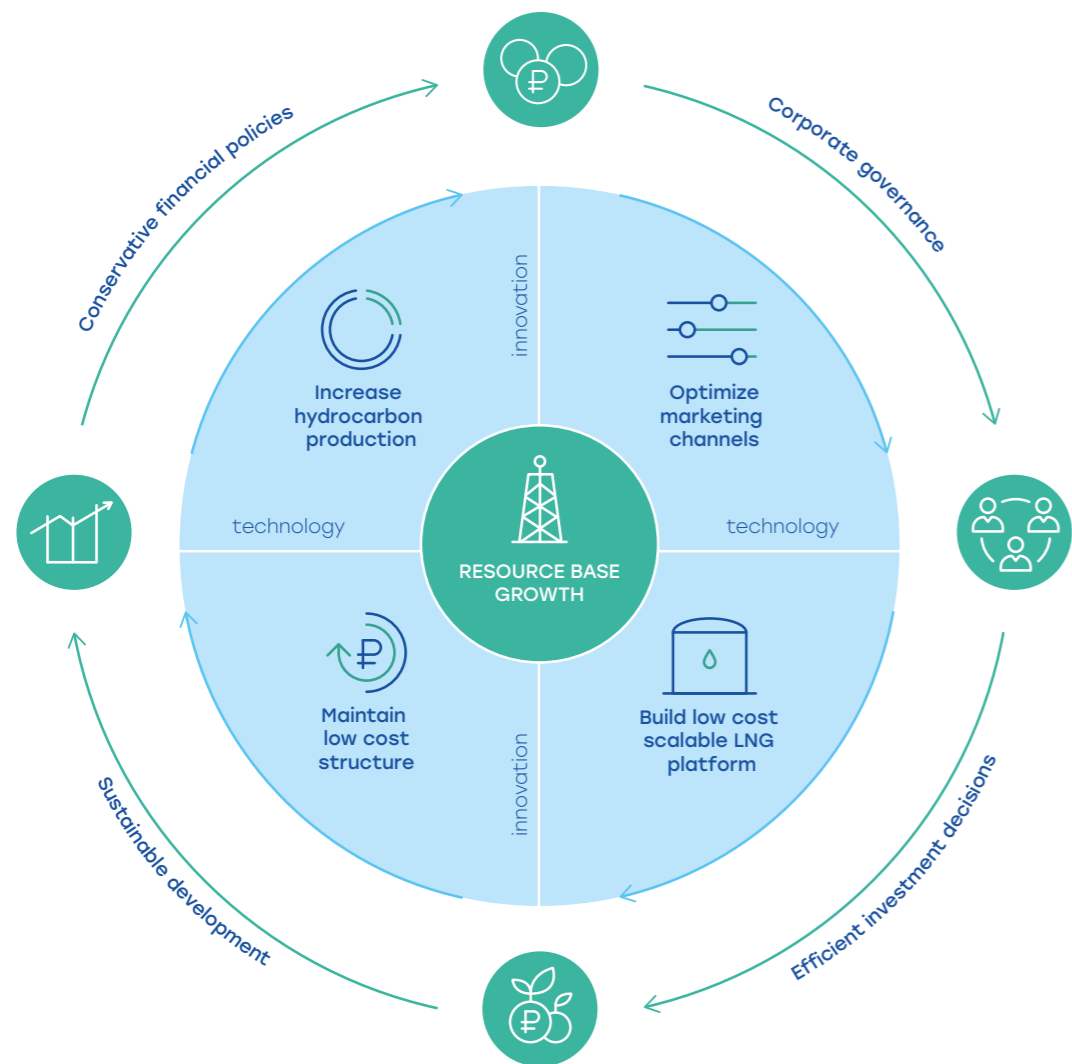 Conservative financial policies
Corporate governance
innovation
Increase
hydrocarbon
production
Optimize
marketing
channels
technology
technology
RESOURCE BASE
GROWTH
Maintain
low cost
structure
Build low cost
scalable LNG
platform
innovation
Sustainable development
Efficient investment decisions
₽
₽
₽